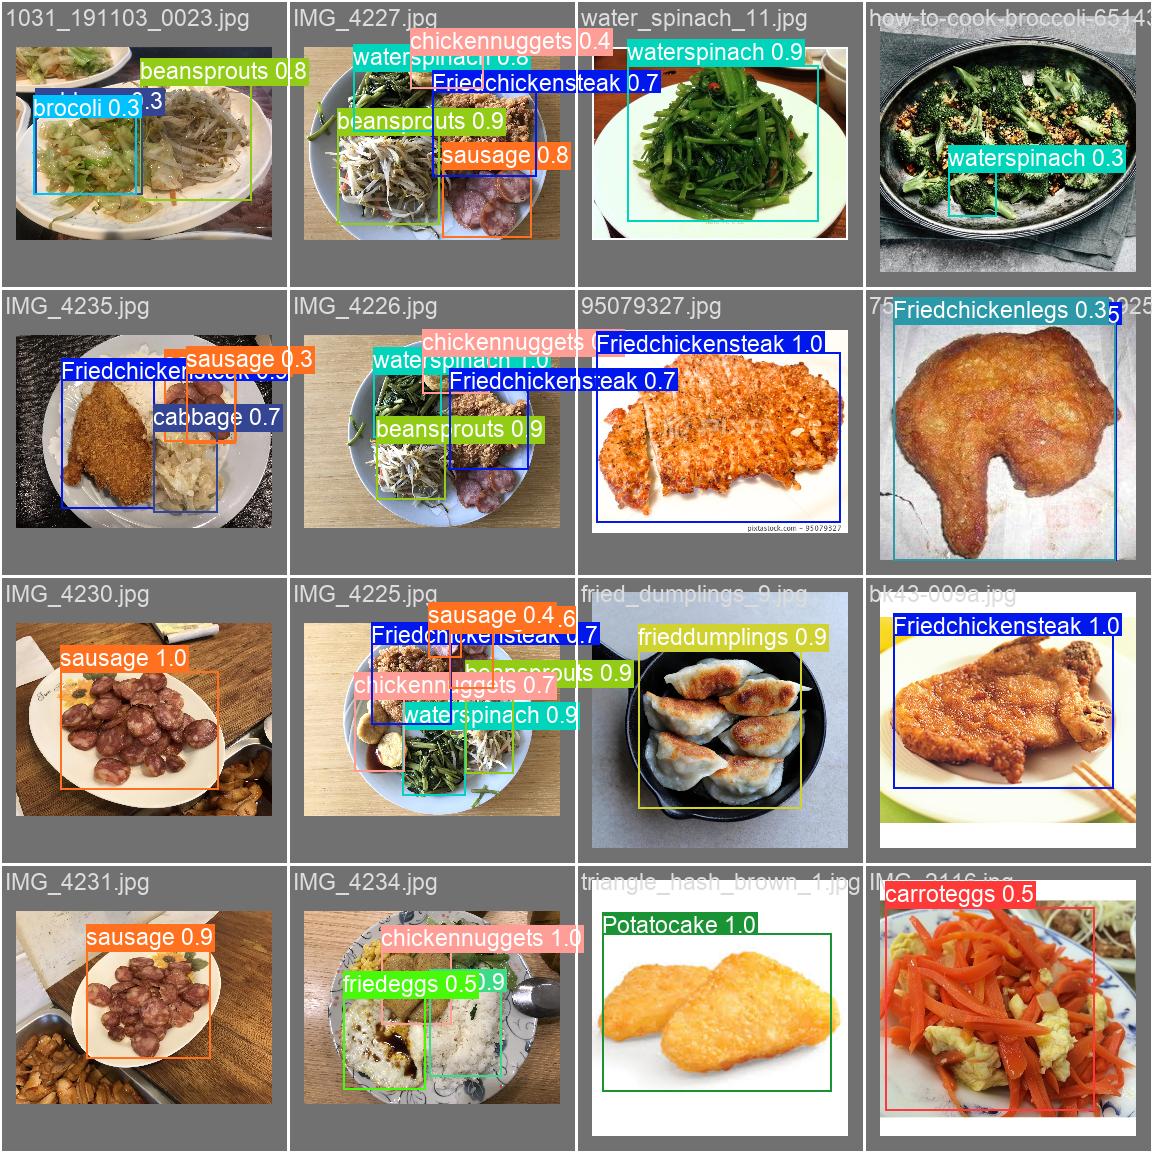 1031_191103_0023.jpg
beansprouts 0.8
brocoli 0.3
.3
IMG_4227.jpg
chickennuggets 0.4
waterspinach 0.8
Friedchickensteak 0.7
beansprouts 0.9
sausage 0.8
water_spinach_11.jpg
waterspinach 0.9
how-to-cook-broccoli-65143
waterspinach 0.3
IMG_4235.jpg
sausage 0.3
cabbage 0.7
IMG_4226.jpg
chickennuggets
waterspinach 1.0
Friedchickensteak 0.7
beansprouts 0.9
95079327.jpg
Friedchickensteak 1.0
PIXTA
pixtastock.com - 95079327
75
925
Friedchickenlegs 0.3
5
IMG_4230.jpg
sausage 1.0
IMG_4225.jpg
sausage 0.4
.6
Friedchickensteak 0.7
beansprouts 0.9
chickennuggets 0.7
waterspinach 0.9
fried_dumplings_9.jpg
frieddumplings 0.9
bk43-009a.jpg
Friedchickensteak 1.0
IMG_4231.jpg
sausage 0.9
IMG_4234.jpg
chickennuggets 1.0
friedeggs 0.5
0.9
triangle_hash_brown_1.jpg
Potatocake 1.0
IMG_2116.jpg
carroteggs 0.5